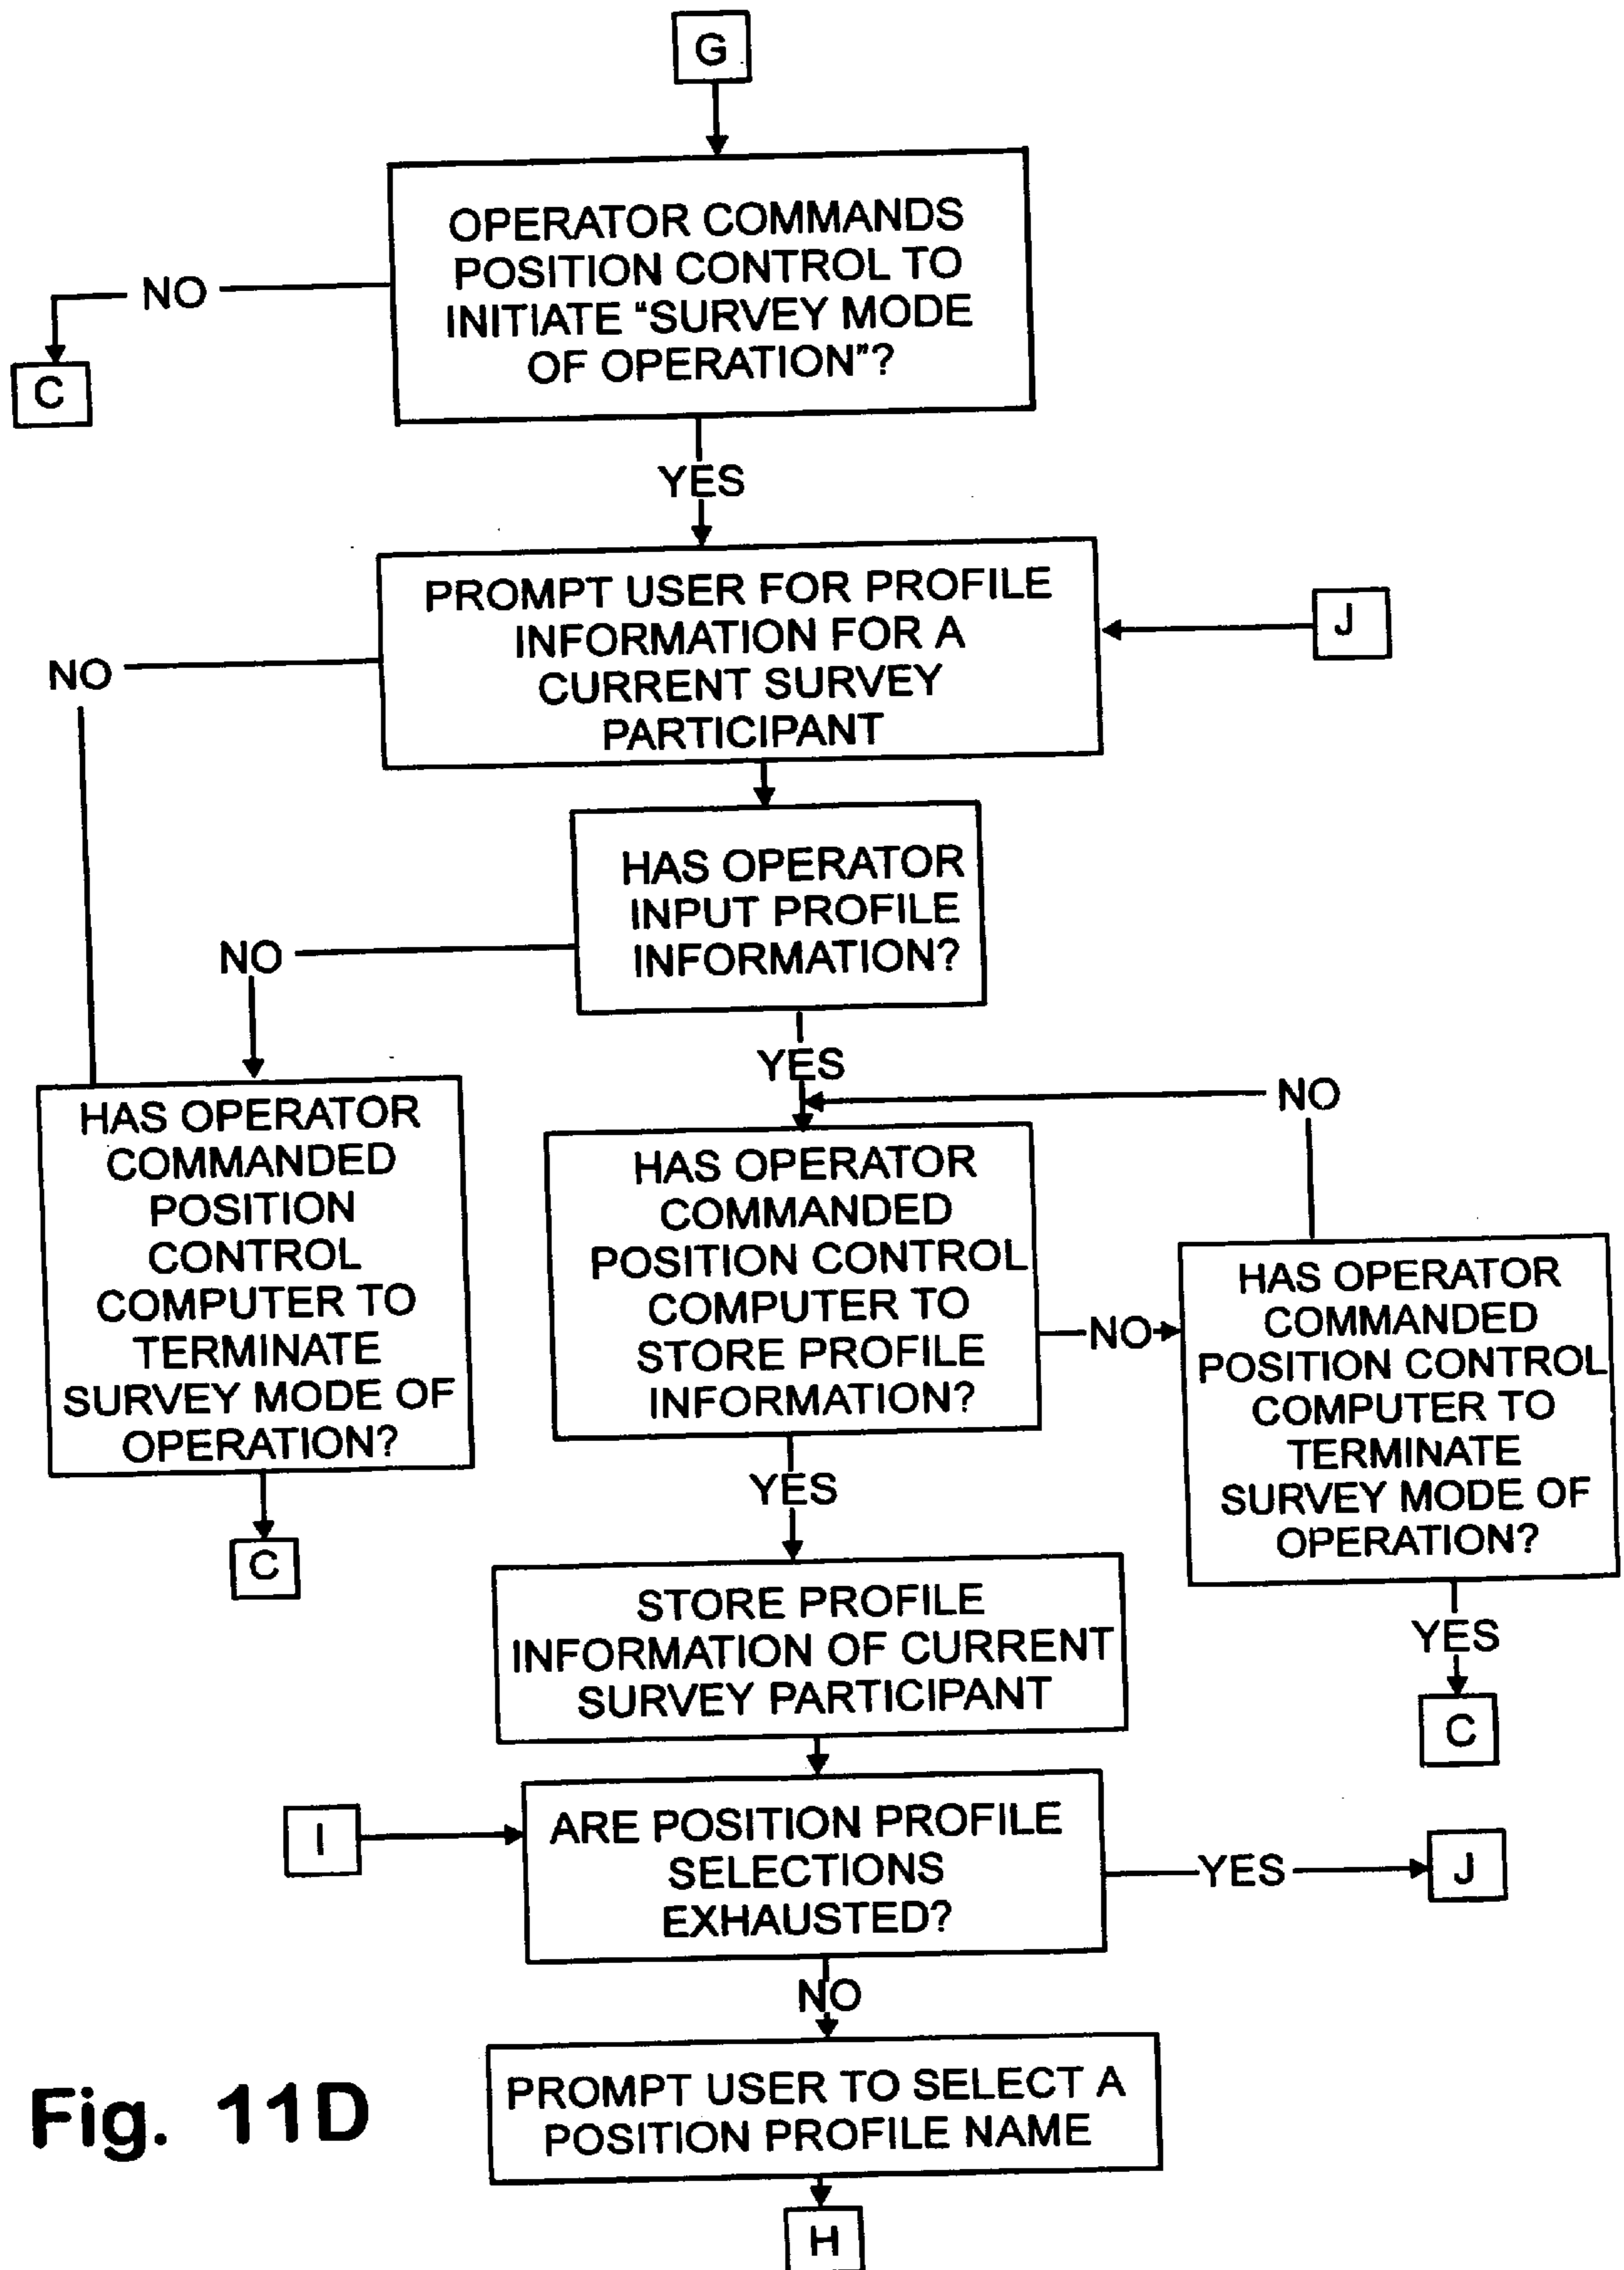 G
OPERATOR COMMANDS
POSITION CONTROL TO
INITIATE "SURVEY MODE
OF OPERATION"?
NO
C
YES
PROMPT USER FOR PROFILE
INFORMATION FOR A
CURRENT SURVEY
PARTICIPANT
J
NO
HAS OPERATOR
INPUT PROFILE
INFORMATION?
NO
YES
NO
HAS OPERATOR
COMMANDED
POSITION
CONTROL
COMPUTER TO
TERMINATE
SURVEY MODE OF
OPERATION?
C
HAS OPERATOR
COMMANDED
POSITION CONTROL
COMPUTER TO
STORE PROFILE
INFORMATION?
NO
HAS OPERATOR
COMMANDED
POSITION CONTROL
COMPUTER TO
TERMINATE
SURVEY MODE OF
OPERATION?
YES
C
YES
STORE PROFILE
INFORMATION OF CURRENT
SURVEY PARTICIPANT
I
ARE POSITION PROFILE
SELECTIONS
EXHAUSTED?
YES
J
NO
PROMPT USER TO SELECT A
POSITION PROFILE NAME
H
Fig. 11D